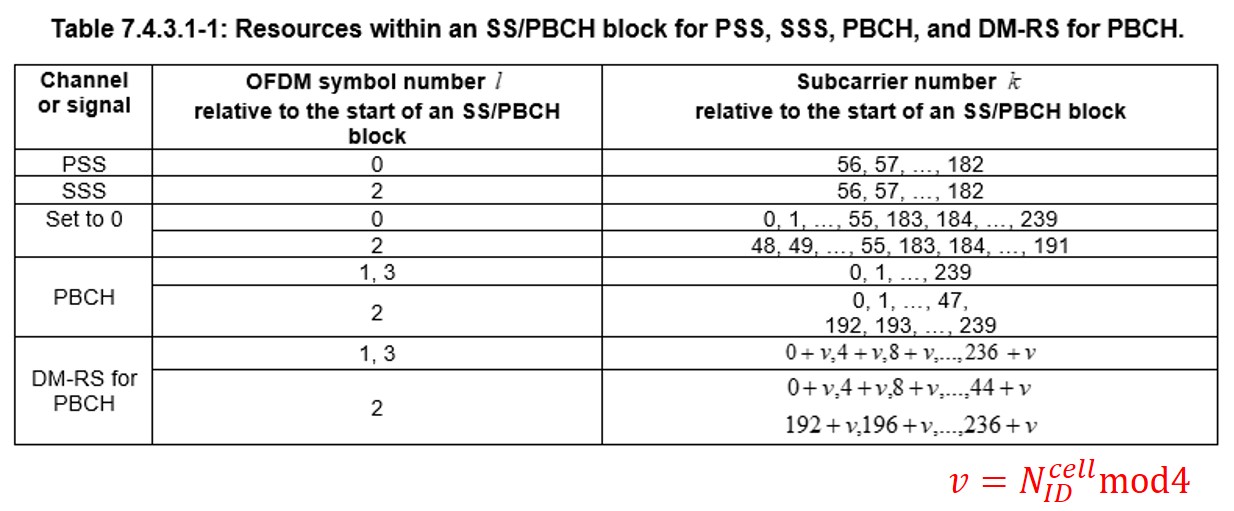 Table 7.4.3.1-1: Resources within an SS/PBCH block for PSS, SSS, PBCH, and DM-RS for PBCH.
Channel or signal | OFDM symbol number l relative to the start of an SS/PBCH block | Subcarrier number k relative to the start of an SS/PBCH block
PSS | 0 | 56, 57, …, 182
SSS | 2 | 56, 57, …, 182
Set to 0 | 0 | 0, 1, …, 55, 183, 184, …, 239
2 | 48, 49, …, 55, 183, 184, …, 191
PBCH | 1, 3 | 0, 1, …, 239
2 | 0, 1, …, 47,
192, 193, …, 239
DM-RS for PBCH | 1, 3 | 0+v,4+v,8+v,...,236 +v
2 | 0+v,4+v,8+v,...,44+v
192+v,196+v,...,236+v
v = N_{ID}^{cell} mod4